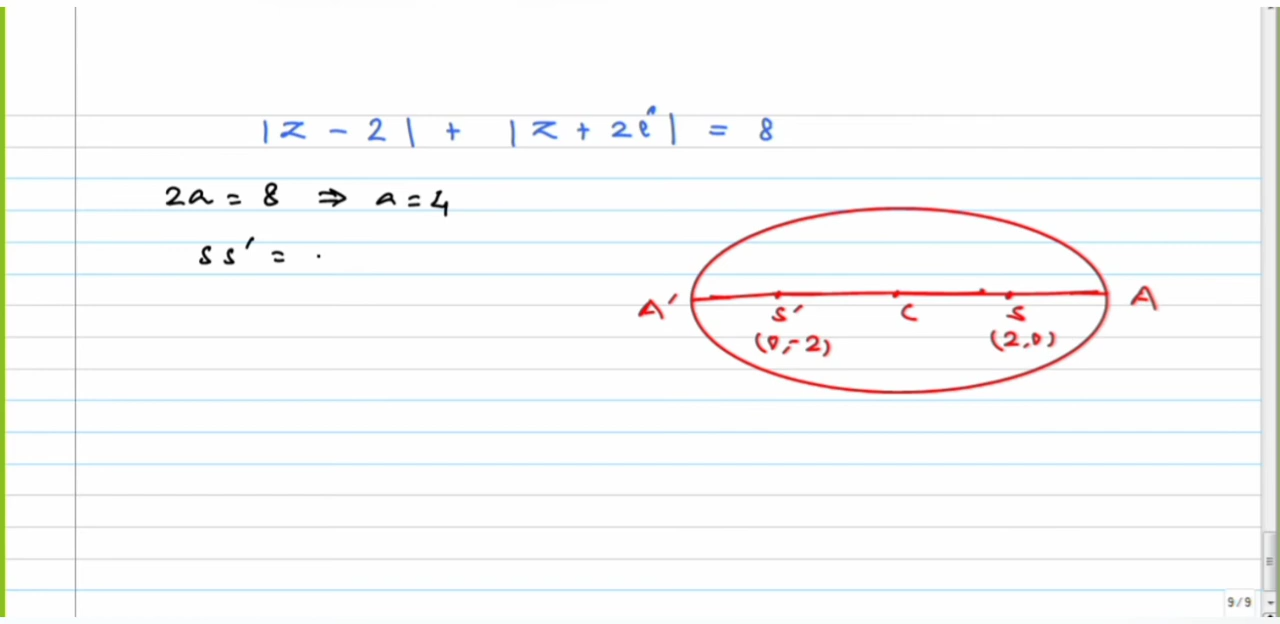 |z - 2| + |z + 2i| = 8
2a = 8 ⇒ a = 4
SS' =
A' S' C S A
(0,-2) (2,0)
9/9